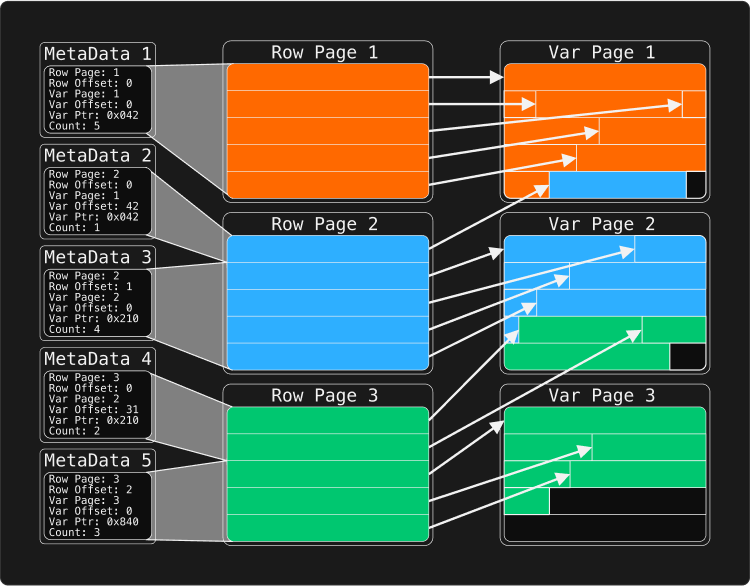 MetaData 1
Row Page: 1
Row Offset: 0
Var Page: 1
Var Offset: 0
Var Ptr: 0x042
Count: 5
MetaData 2
Row Page: 2
Row Offset: 0
Var Page: 1
Var Offset: 42
Var Ptr: 0x042
Count: 1
MetaData 3
Row Page: 2
Row Offset: 1
Var Page: 2
Var Offset: 0
Var Ptr: 0x210
Count: 4
MetaData 4
Row Page: 3
Row Offset: 0
Var Page: 2
Var Offset: 31
Var Ptr: 0x210
Count: 2
MetaData 5
Row Page: 3
Row Offset: 2
Var Page: 3
Var Offset: 0
Var Ptr: 0x840
Count: 3
Row Page 1
Row Page 2
Row Page 3
Var Page 1
Var Page 2
Var Page 3